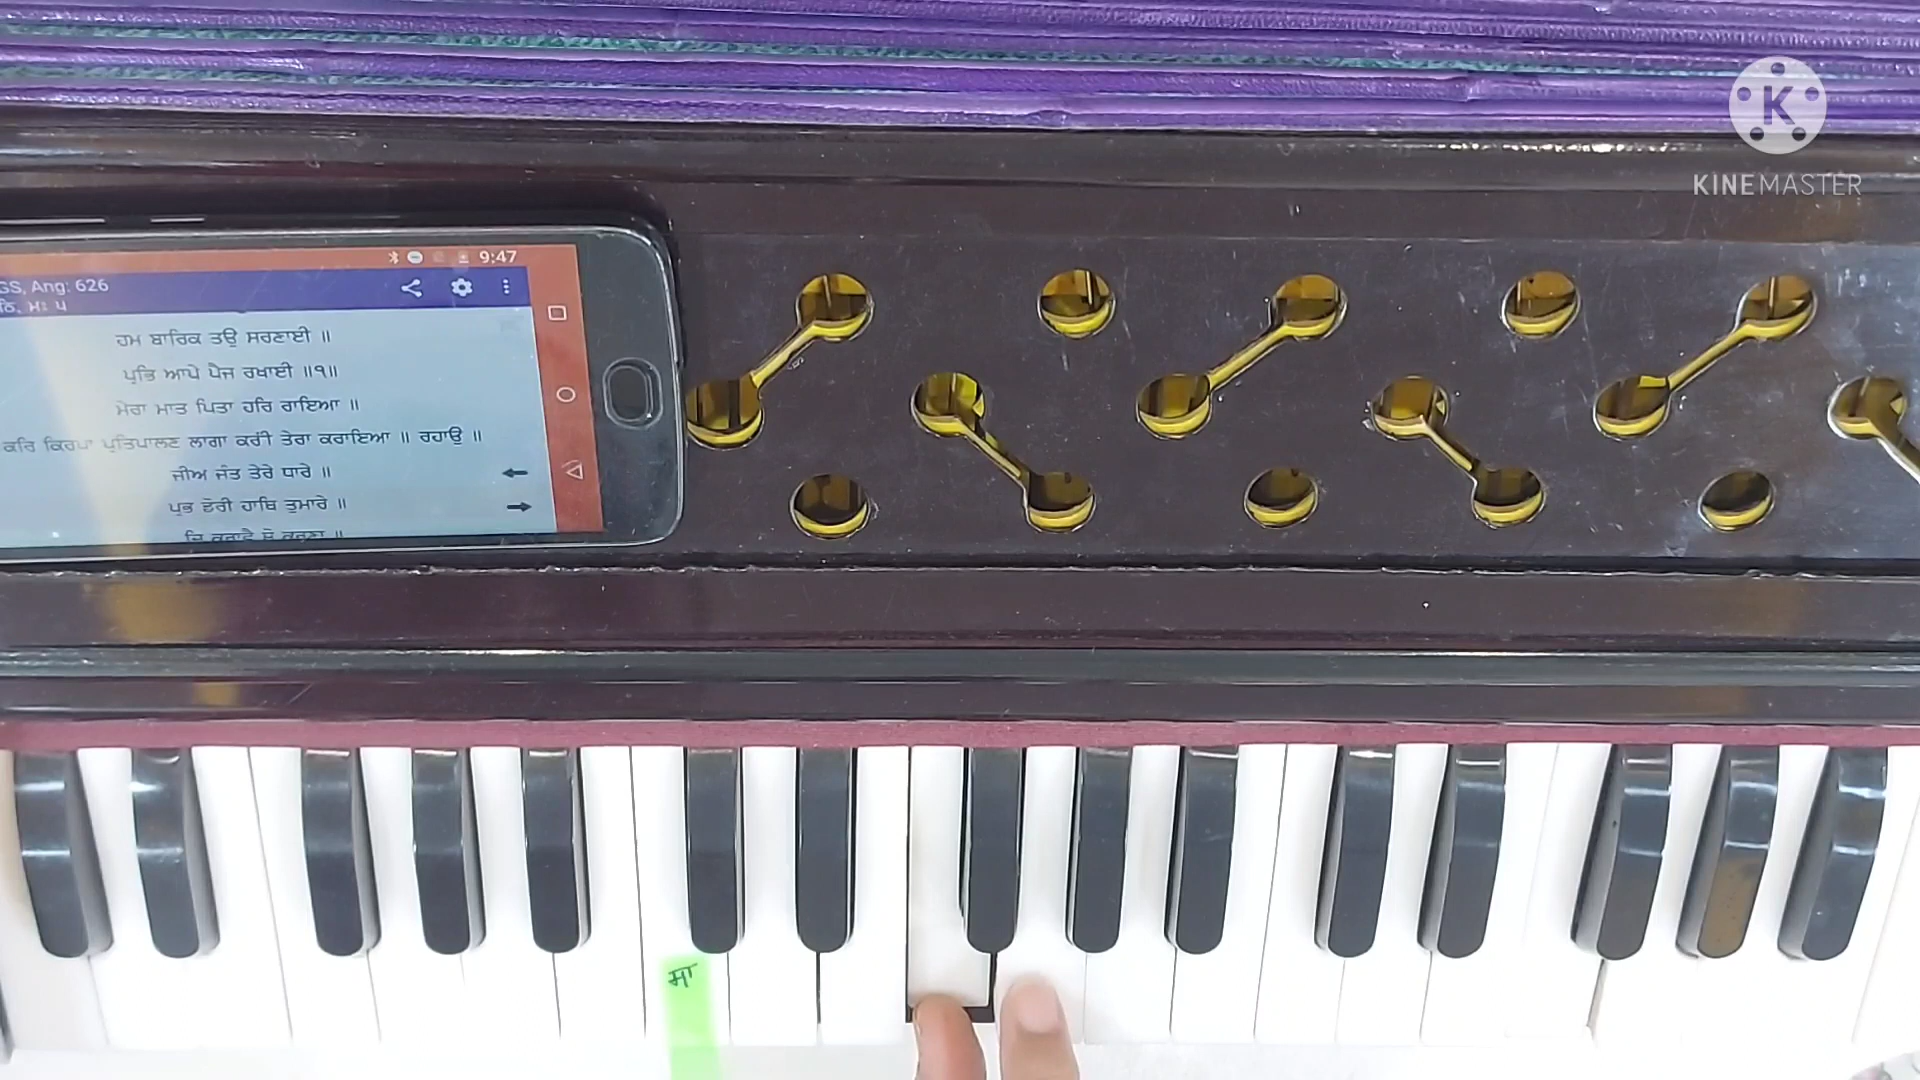 KINEMASTER
9:47
GS, Ang: 626
ਮਃ ੫
ਹਮ ਬਾਰਿਕ ਤਉ ਸਰਣਾਈ ॥
ਪ੍ਰਭਿ ਆਪੇ ਪੈਜ ਰਖਾਈ ॥੧॥
ਮੇਰਾ ਮਾਤ ਪਿਤਾ ਹਰਿ ਰਾਇਆ ॥
ਕਰਿ ਕਿਰਪਾ ਪ੍ਰਤਿਪਾਲਣ ਲਾਗਾ ਕਰੀ ਤੇਰਾ ਕਰਾਇਆ ॥ ਰਹਾਉ ॥
ਜੀਅ ਜੰਤ ਤੇਰੇ ਧਾਰੇ ॥
ਪ੍ਰਭ ਡੋਰੀ ਹਾਥਿ ਤੁਮਾਰੇ ॥
ਸਾ